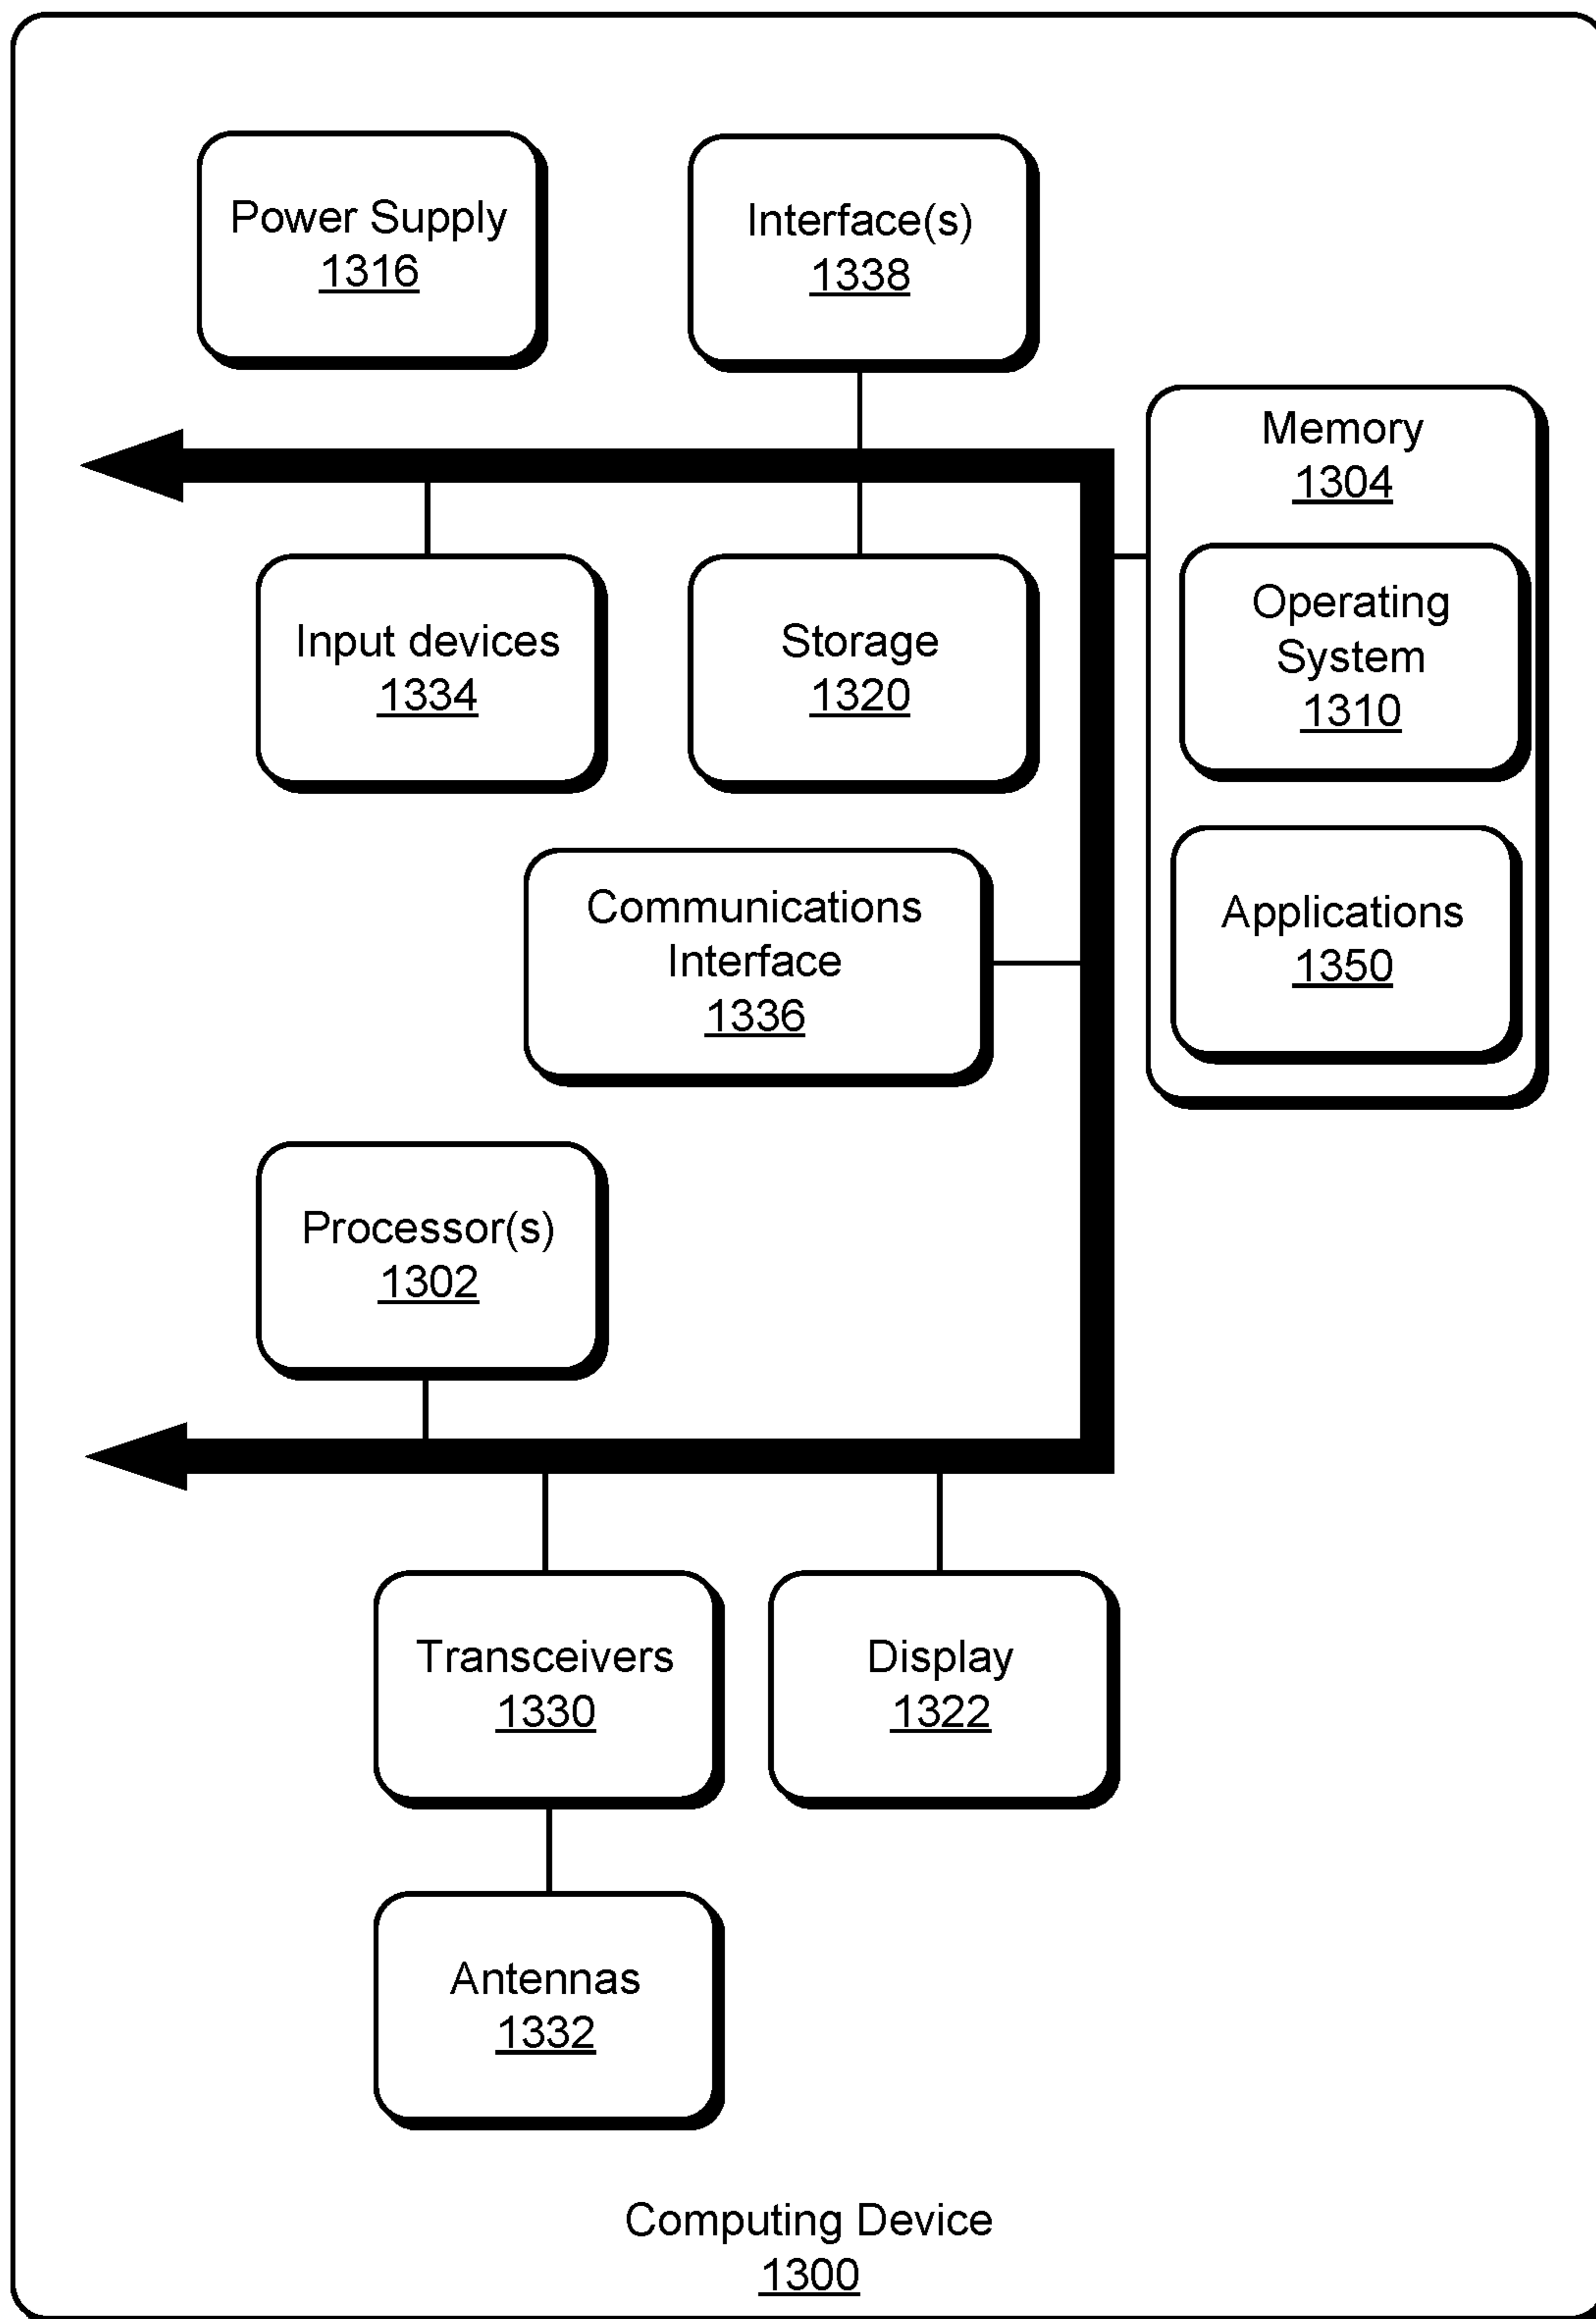 Power Supply
1316
Interface(s)
1338
Memory
1304
Operating
System
1310
Input devices
1334
Storage
1320
Communications
Interface
1336
Applications
1350
Processor(s)
1302
Transceivers
1330
Display
1322
Antennas
1332
Computing Device
1300